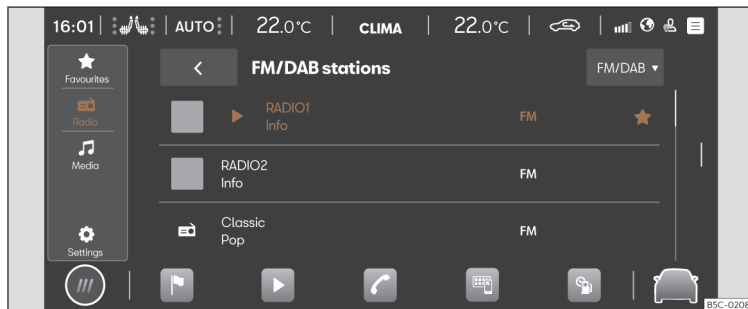 16:01 AUTO 22.0°C CLIMA 22.0°C
Favourites
Radio
Media
Settings
FM/DAB stations FM/DAB
RADIO1 FM
Info
RADIO2 FM
Info
Classic FM
Pop
B5C-0208